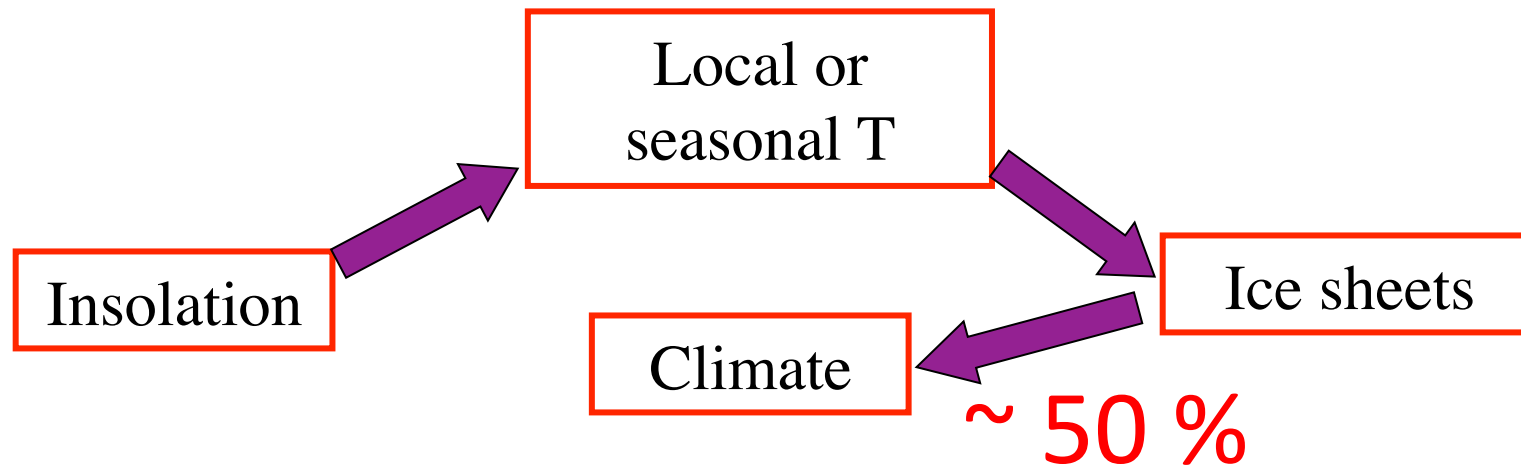 Local or
seasonal T
Insolation
Ice sheets
Climate
~ 50 %